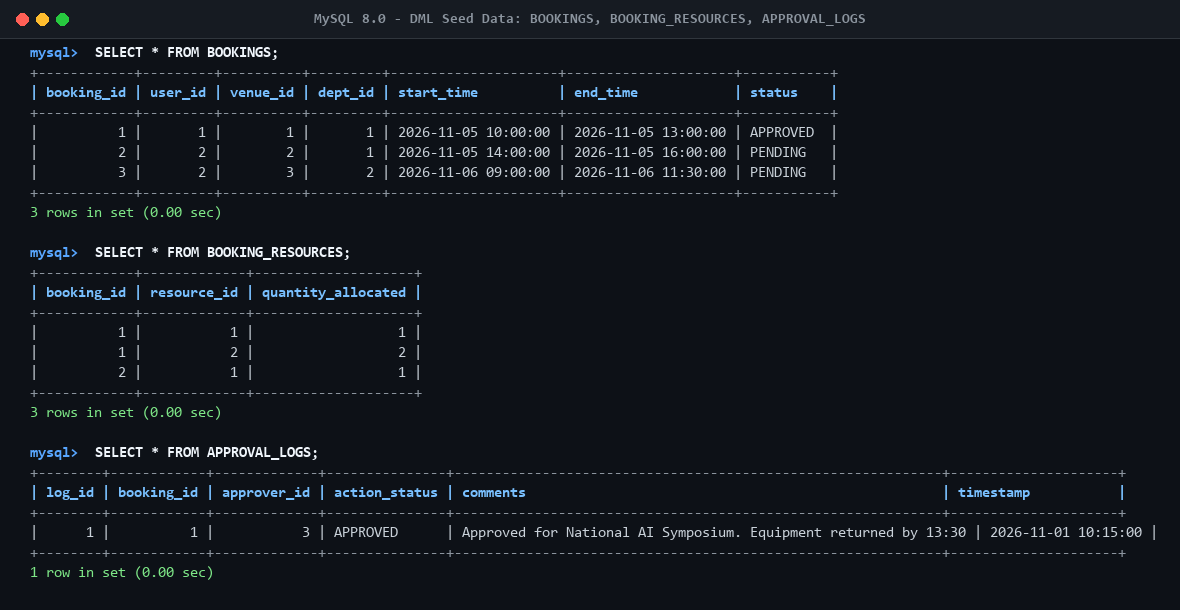 MySQL 8.0 - DML Seed Data: BOOKINGS, BOOKING_RESOURCES, APPROVAL_LOGS
mysql>  SELECT * FROM BOOKINGS;
+------------+---------+----------+---------+---------------------+---------------------+-----------+
| booking_id | user_id | venue_id | dept_id | start_time          | end_time            | status    |
+------------+---------+----------+---------+---------------------+---------------------+-----------+
|          1 |       1 |        1 |       1 | 2026-11-05 10:00:00 | 2026-11-05 13:00:00 | APPROVED  |
|          2 |       2 |        2 |       1 | 2026-11-05 14:00:00 | 2026-11-05 16:00:00 | PENDING   |
|          3 |       2 |        3 |       2 | 2026-11-06 09:00:00 | 2026-11-06 11:30:00 | PENDING   |
+------------+---------+----------+---------+---------------------+---------------------+-----------+
3 rows in set (0.00 sec)
mysql>  SELECT * FROM BOOKING_RESOURCES;
+------------+-------------+--------------------+
| booking_id | resource_id | quantity_allocated |
+------------+-------------+--------------------+
|          1 |           1 |                  1 |
|          1 |           2 |                  2 |
|          2 |           1 |                  1 |
+------------+-------------+--------------------+
3 rows in set (0.00 sec)
mysql>  SELECT * FROM APPROVAL_LOGS;
+--------+------------+-------------+---------------+-------------------------------------------------------------+---------------------+
| log_id | booking_id | approver_id | action_status | comments                                                    | timestamp           |
+--------+------------+-------------+---------------+-------------------------------------------------------------+---------------------+
|      1 |          1 |           3 | APPROVED      | Approved for National AI Symposium. Equipment returned by 13:30 | 2026-11-01 10:15:00 |
+--------+------------+-------------+---------------+-------------------------------------------------------------+---------------------+
1 row in set (0.00 sec)